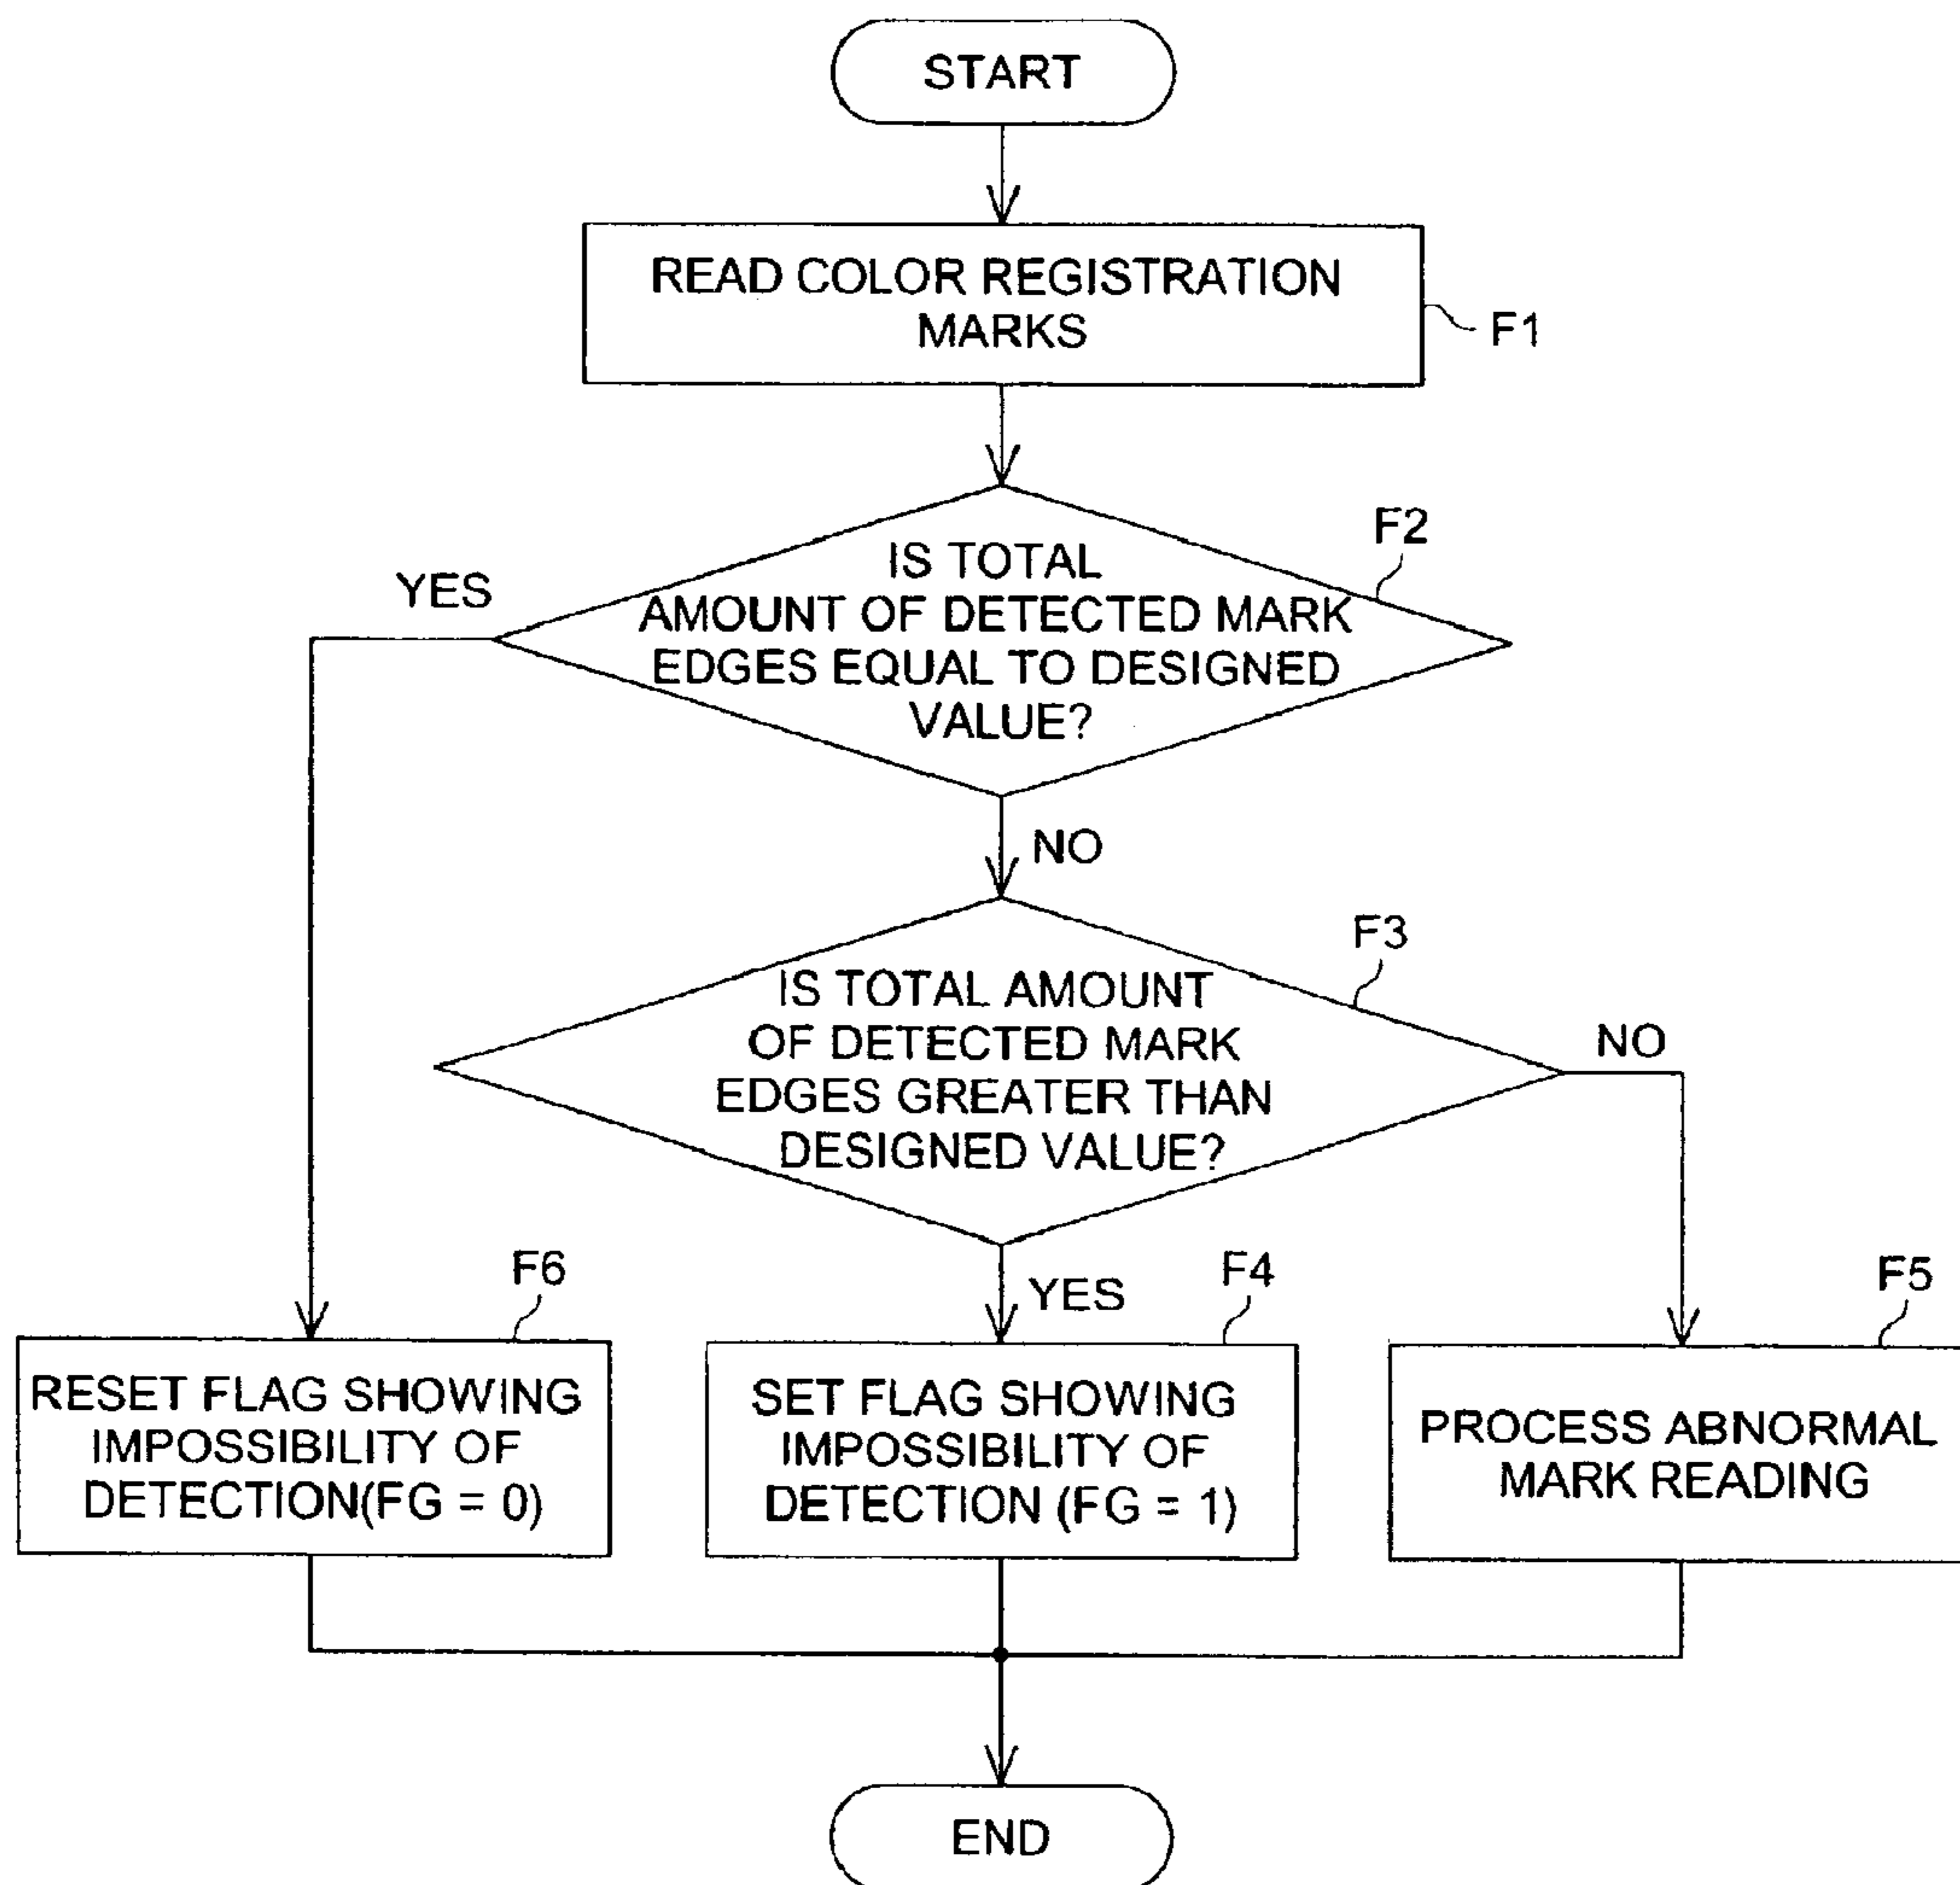 START
READ COLOR REGISTRATION
MARKS
F1
F2
IS TOTAL
AMOUNT OF DETECTED MARK
EDGES EQUAL TO DESIGNED
VALUE?
YES
NO
F3
IS TOTAL AMOUNT
OF DETECTED MARK
EDGES GREATER THAN
DESIGNED VALUE?
NO
YES
F6
RESET FLAG SHOWING
IMPOSSIBILITY OF
DETECTION(FG = 0)
F4
SET FLAG SHOWING
IMPOSSIBILITY OF
DETECTION (FG = 1)
F5
PROCESS ABNORMAL
MARK READING
END